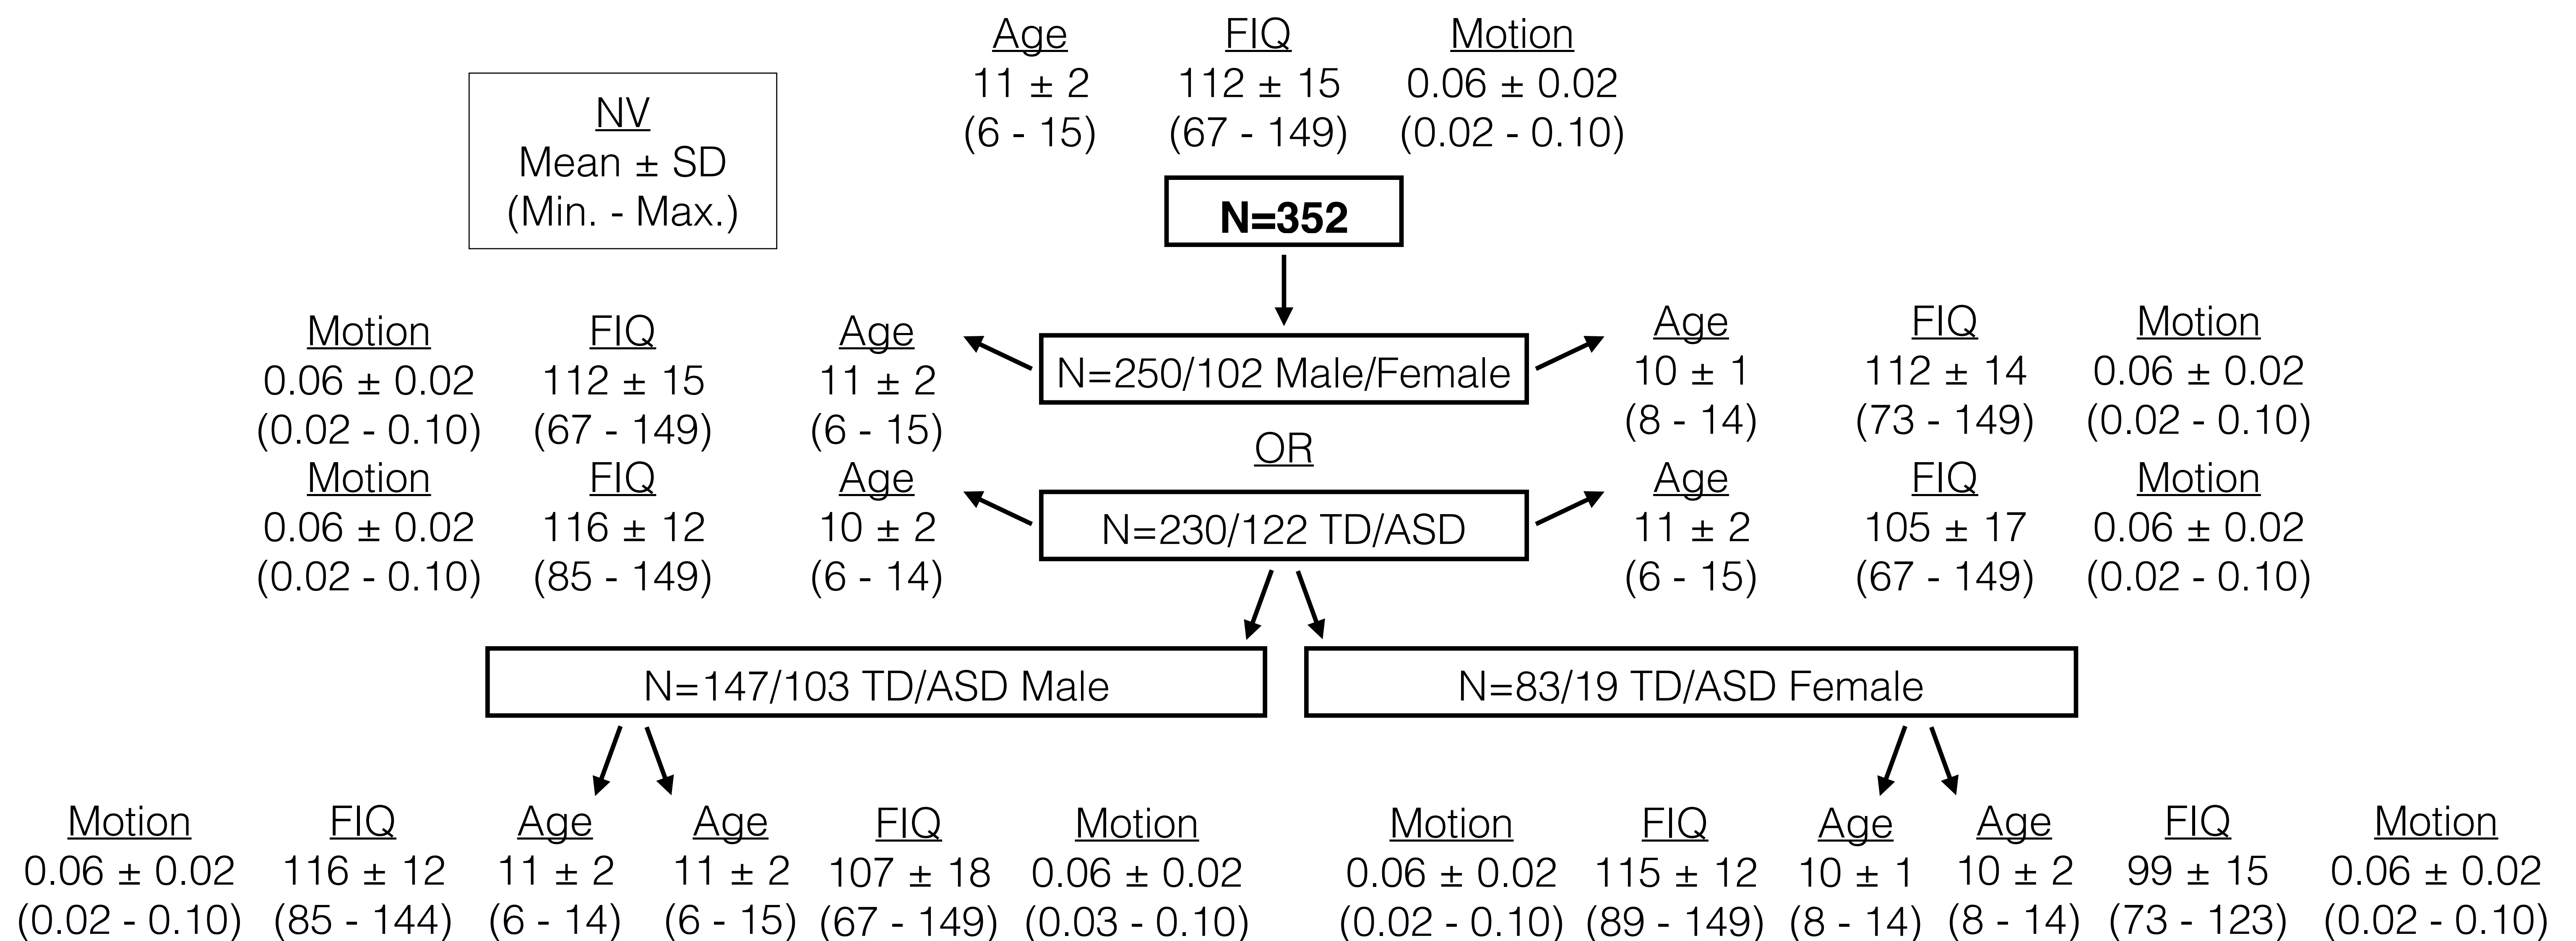 Age FIQ Motion
11 ± 2 112 ± 15 0.06 ± 0.02
(6 - 15) (67 - 149) (0.02 - 0.10)
NV
Mean ± SD
(Min. - Max.)
N=352
Motion FIQ Age
0.06 ± 0.02 112 ± 15 11 ± 2
(0.02 - 0.10) (67 - 149) (6 - 15)
N=250/102 Male/Female
Age FIQ Motion
10 ± 1 112 ± 14 0.06 ± 0.02
(8 - 14) (73 - 149) (0.02 - 0.10)
OR
Motion FIQ Age
0.06 ± 0.02 116 ± 12 10 ± 2
(0.02 - 0.10) (85 - 149) (6 - 14)
N=230/122 TD/ASD
Age FIQ Motion
11 ± 2 105 ± 17 0.06 ± 0.02
(6 - 15) (67 - 149) (0.02 - 0.10)
N=147/103 TD/ASD Male
N=83/19 TD/ASD Female
Motion FIQ Age Age FIQ Motion
0.06 ± 0.02 116 ± 12 11 ± 2 11 ± 2 107 ± 18 0.06 ± 0.02
(0.02 - 0.10) (85 - 144) (6 - 14) (6 - 15) (67 - 149) (0.03 - 0.10)
Motion FIQ Age Age FIQ Motion
0.06 ± 0.02 115 ± 12 10 ± 1 10 ± 2 99 ± 15 0.06 ± 0.02
(0.02 - 0.10) (89 - 149) (8 - 14) (8 - 14) (73 - 123) (0.02 - 0.10)